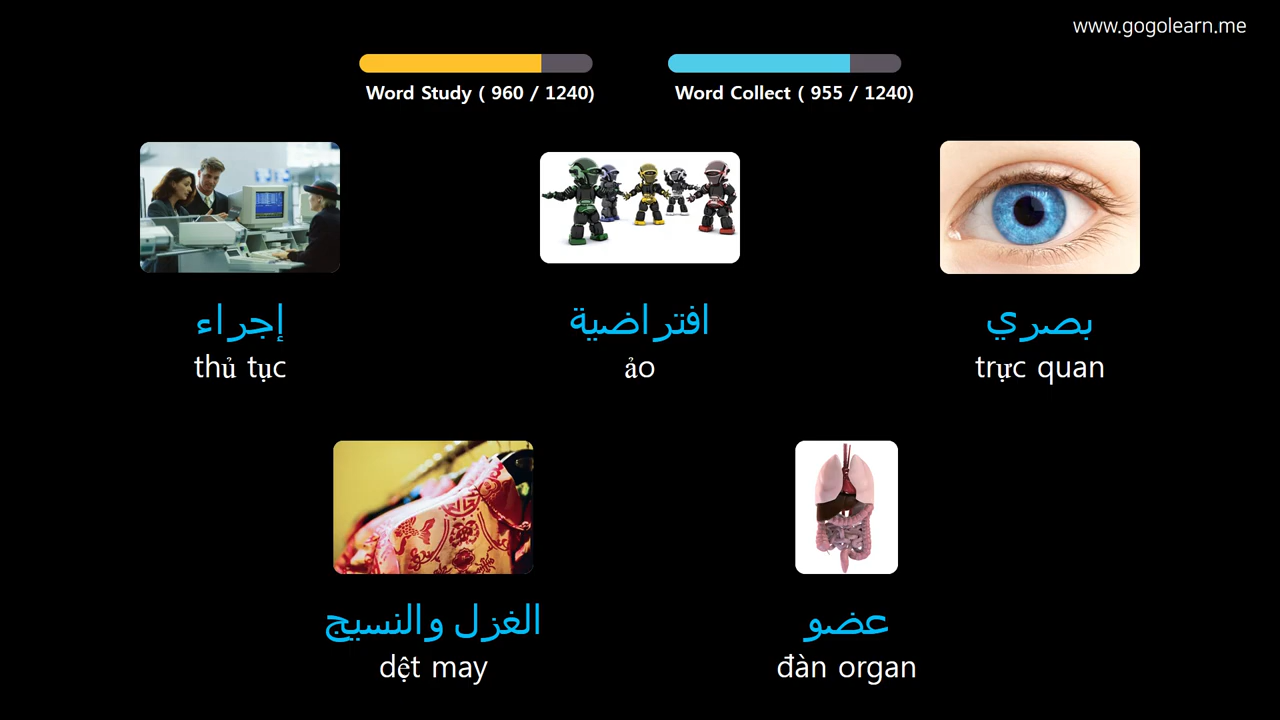 www.gogolearn.me
Word Study ( 960 / 1240)
Word Collect ( 955 / 1240)
إجراء
thủ tục
افتراضية
ảo
بصري
trực quan
الغزل والنسيج
dệt may
عضو
đàn organ